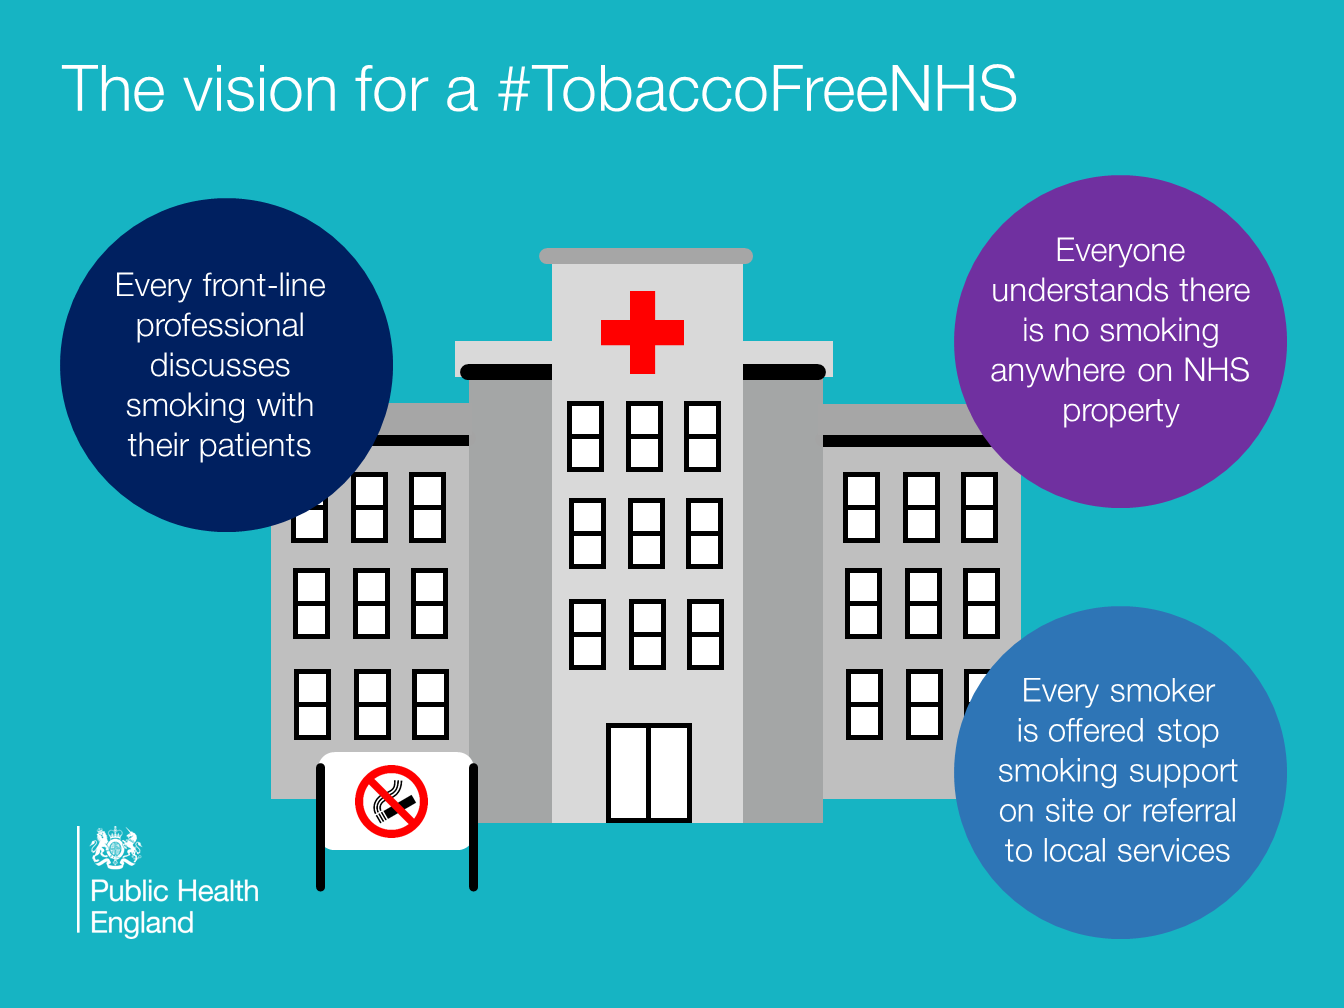 The vision for a #TobaccoFreeNHS
Every front-line
professional
discusses
smoking with
their patients
Everyone
understands there
is no smoking
anywhere on NHS
property
Every smoker
is offered stop
smoking support
on site or referral
to local services
Public Health
England